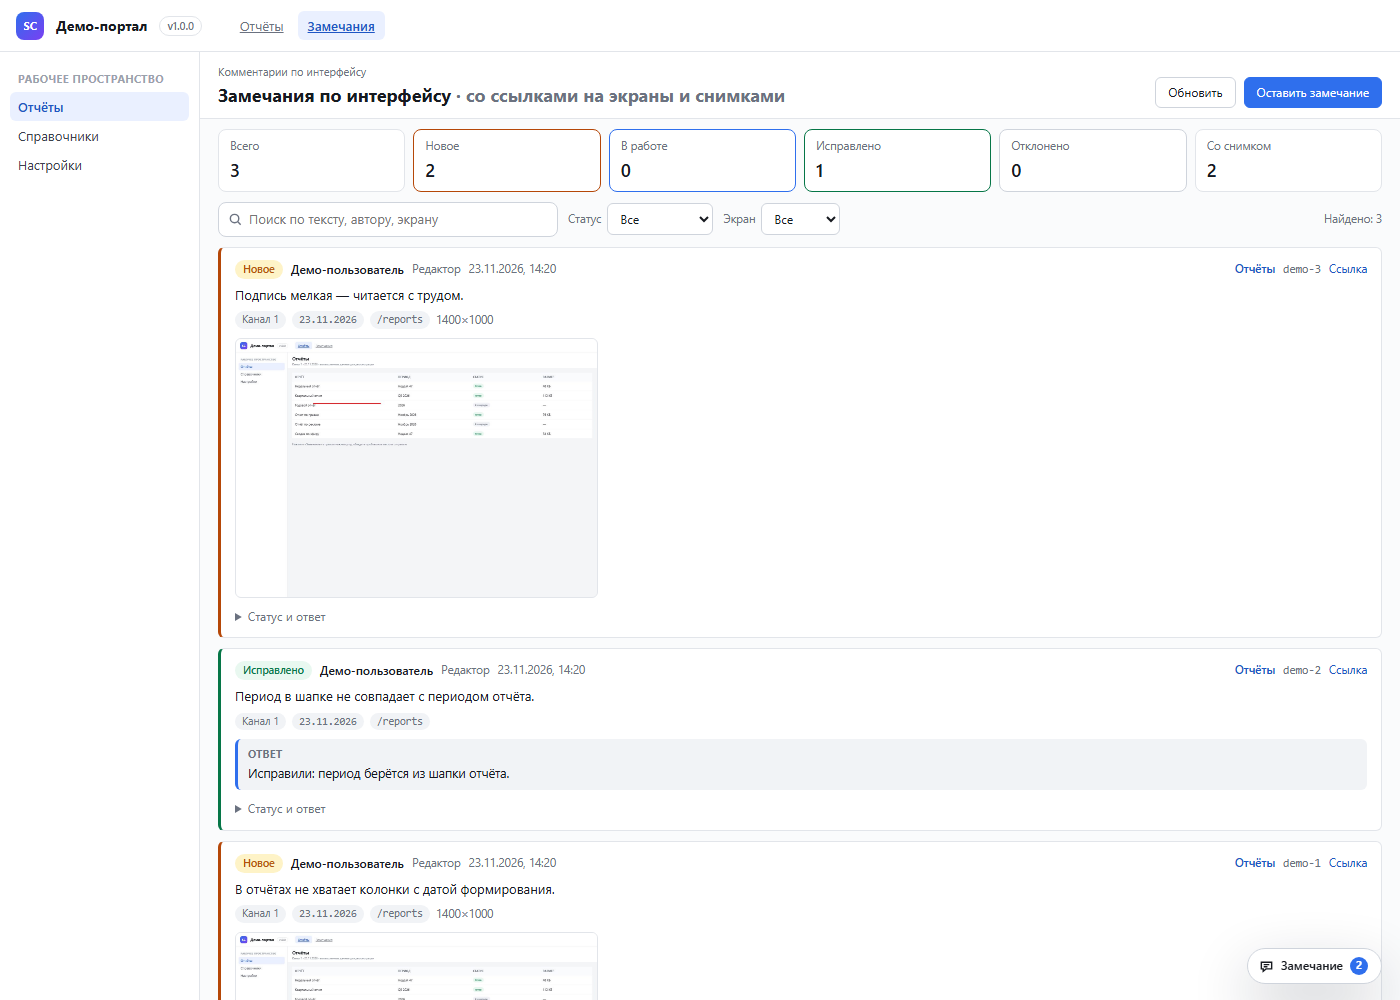 SC Демо-портал v1.0.0 Отчёты Замечания
РАБОЧЕЕ ПРОСТРАНСТВО
Отчёты
Справочники
Настройки
Комментарии по интерфейсу
Замечания по интерфейсу · со ссылками на экраны и снимками
Обновить Оставить замечание
Всего Новое В работе Исправлено Отклонено Со снимком
3 2 0 1 0 2
Поиск по тексту, автору, экрану Статус Все Экран Все Найдено: 3
Новое Демо-пользователь Редактор 23.11.2026, 14:20 Отчёты demo-3 Ссылка
Подпись мелкая — читается с трудом.
Канал 1 23.11.2026 /reports 1400×1000
Демо-портал
Отчёты
Статус и ответ
Исправлено Демо-пользователь Редактор 23.11.2026, 14:20 Отчёты demo-2 Ссылка
Период в шапке не совпадает с периодом отчёта.
Канал 1 23.11.2026 /reports
ОТВЕТ
Исправили: период берётся из шапки отчёта.
Статус и ответ
Новое Демо-пользователь Редактор 23.11.2026, 14:20 Отчёты demo-1 Ссылка
В отчётах не хватает колонки с датой формирования.
Канал 1 23.11.2026 /reports 1400×1000
Демо-портал
Отчёты
Замечание 2